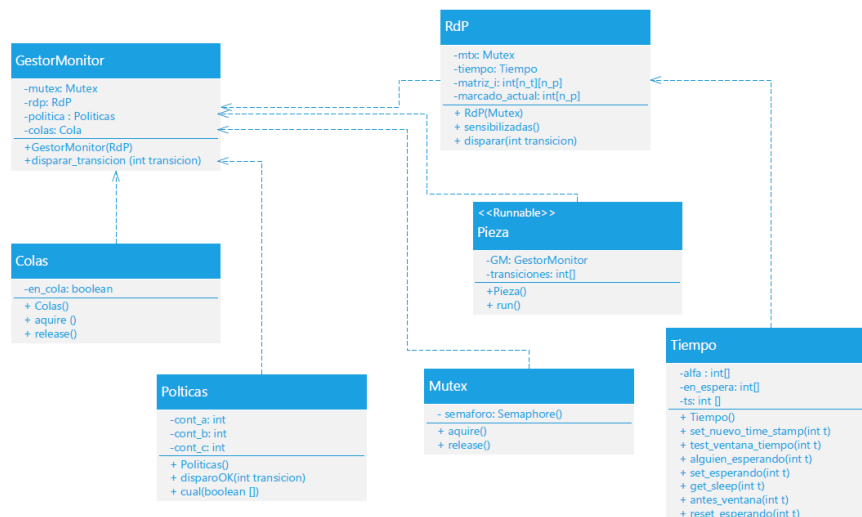 RdP
-mtx: Mutex
-tiempo: Tiempo
-matriz_i: int[n_t][n_p]
-marcado_actual: int[n_p]
+ RdP(Mutex)
+ sensibilizadas()
+ disparar(int transicion)
GestorMonitor
-mutex: Mutex
-rdp: RdP
-politica : Politicas
-colas: Cola
+GestorMonitor(RdP)
+disparar_transicion (int transicion)
<<Runnable>>
Pieza
-GM: GestorMonitor
-transiciones: int[]
+Pieza()
+ run()
Colas
-en_cola: boolean
+ Colas()
+ aquire ()
+ release()
Tiempo
-alfa : int[]
-en_espera: int[]
-ts: int []
+ Tiempo()
+ set_nuevo_time_stamp(int t)
+ test_ventana_tiempo(int t)
+ alguien_esperando(int t)
+ set_esperando(int t)
+ get_sleep(int t)
+ antes_ventana(int t)
+ reset_esperando(int t)
Mutex
- semaforo: Semaphore()
+ aquire()
+ release()
Polticas
-cont_a: int
-cont_b: int
-cont_c: int
+ Politicas()
+ disparoOK(int transicion)
+ cual(boolean [])